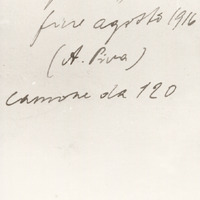 fine agosto 1916
(A. Piva)
cannone da 120